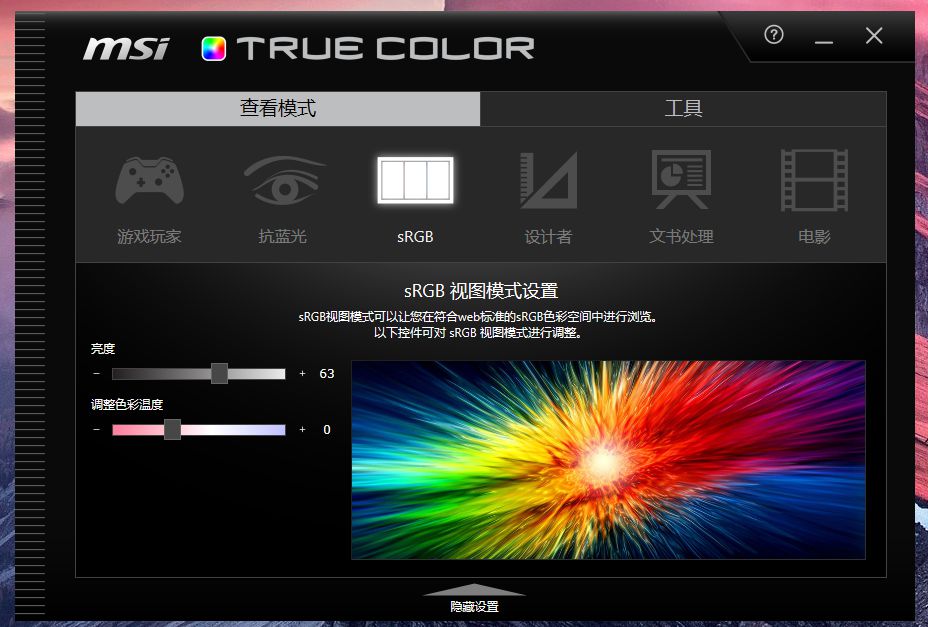 msi TRUE COLOR
查看模式 工具
游戏玩家 抗蓝光 sRGB 设计者 文书处理 电影
sRGB 视图模式设置
sRGB视图模式可以让您在符合web标准的sRGB色彩空间中进行浏览。
以下控件可对 sRGB 视图模式进行调整。
亮度
− + 63
调整色彩温度
− + 0
隐藏设置